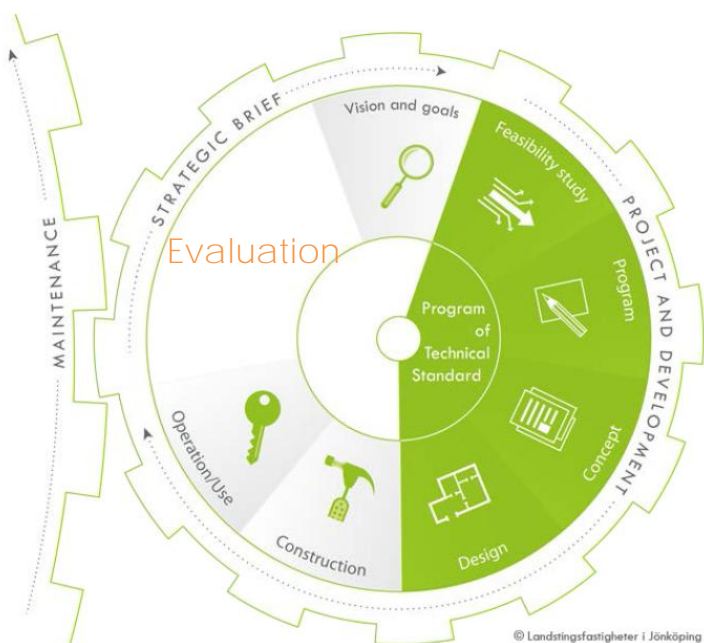 STRATEGIC BRIEF
Vision and goals
Feasibility study
PROJECT AND DEVELOPMENT
MAINTENANCE
Evaluation
Program
Program
of
Technical
Standard
Operation/Use
Concept
Construction
Design
© Landstingsfastigheter i Jönköping